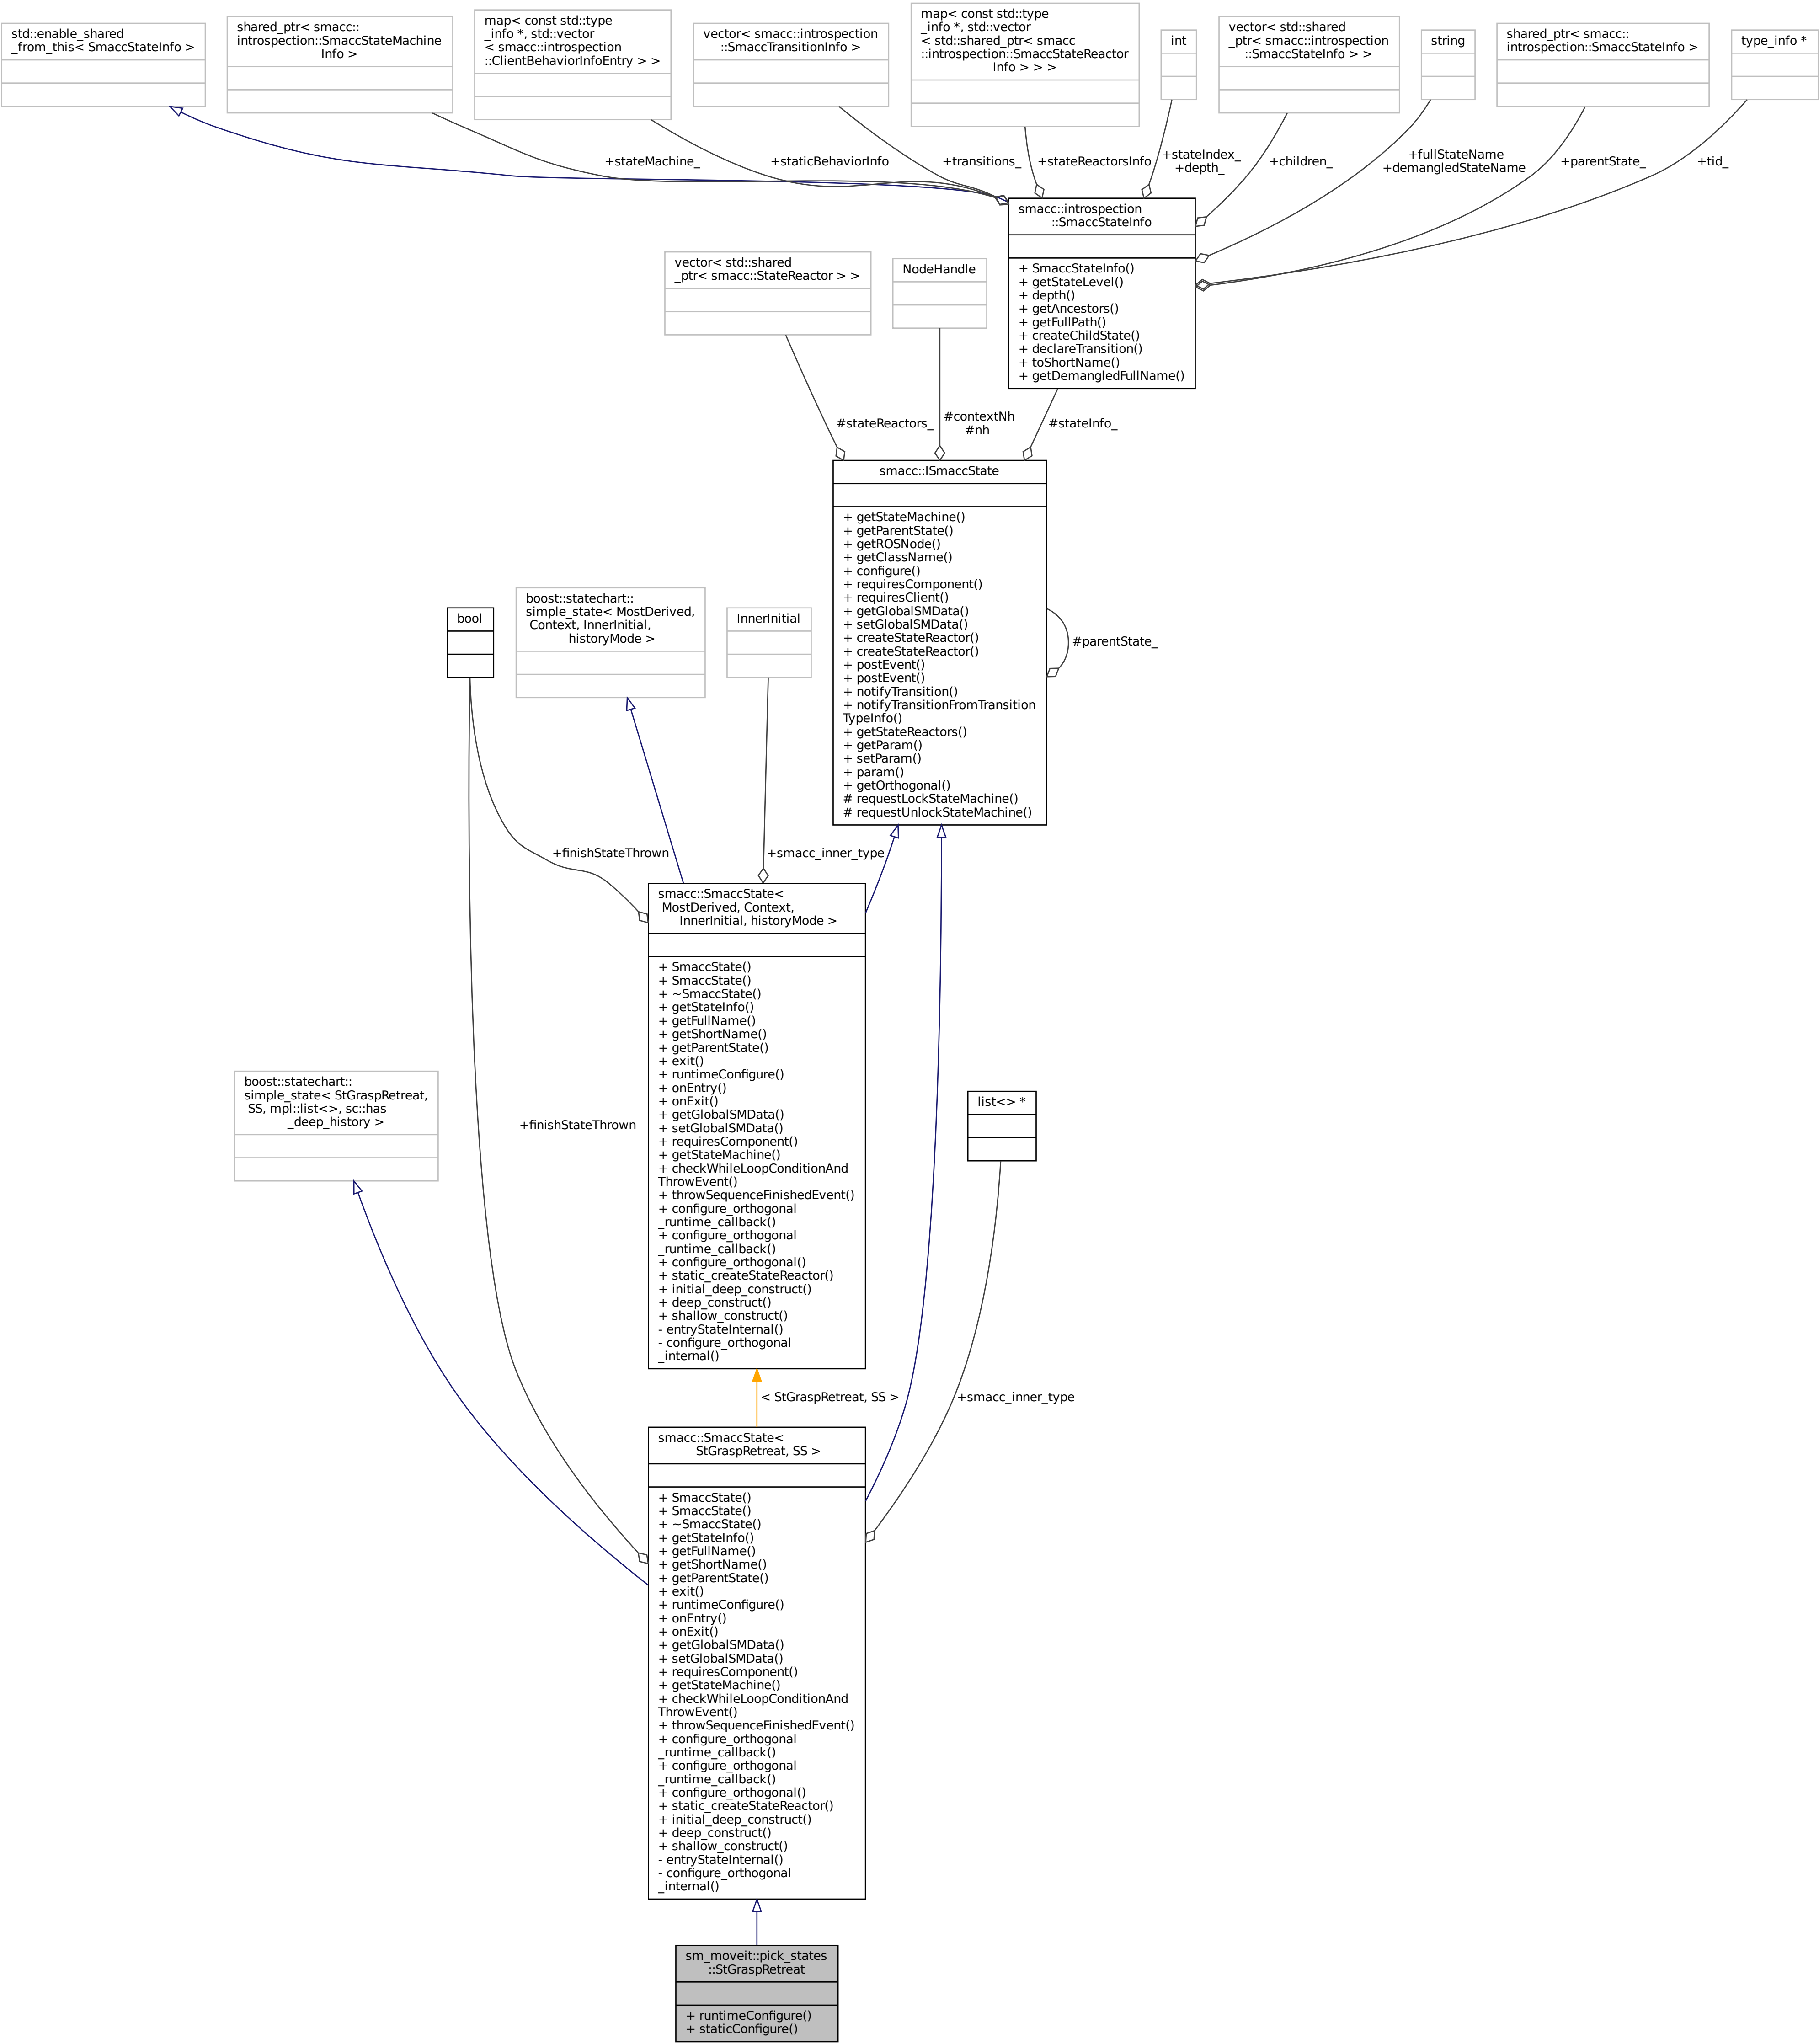 std::enable_shared
_from_this< SmaccStateInfo >
shared_ptr< smacc::
introspection::SmaccStateMachine
Info >
map< const std::type
_info *, std::vector
< smacc::introspection
::ClientBehaviorInfoEntry > >
vector< smacc::introspection
::SmaccTransitionInfo >
map< const std::type
_info *, std::vector
< std::shared_ptr< smacc
::introspection::SmaccStateReactor
Info > > >
int
vector< std::shared
_ptr< smacc::introspection
::SmaccStateInfo > >
string
shared_ptr< smacc::
introspection::SmaccStateInfo >
type_info *
+stateMachine_
+staticBehaviorInfo
+transitions_
+stateReactorsInfo
+stateIndex_
+depth_
+children_
+fullStateName
+demangledStateName
+parentState_
+tid_
smacc::introspection
::SmaccStateInfo
+ SmaccStateInfo()
+ getStateLevel()
+ depth()
+ getAncestors()
+ getFullPath()
+ createChildState()
+ declareTransition()
+ toShortName()
+ getDemangledFullName()
vector< std::shared
_ptr< smacc::StateReactor > >
NodeHandle
#stateReactors_
#contextNh
#nh
#stateInfo_
smacc::ISmaccState
+ getStateMachine()
+ getParentState()
+ getROSNode()
+ getClassName()
+ configure()
+ requiresComponent()
+ requiresClient()
+ getGlobalSMData()
+ setGlobalSMData()
+ createStateReactor()
+ createStateReactor()
+ postEvent()
+ postEvent()
+ notifyTransition()
+ notifyTransitionFromTransition
TypeInfo()
+ getStateReactors()
+ getParam()
+ setParam()
+ param()
+ getOrthogonal()
# requestLockStateMachine()
# requestUnlockStateMachine()
#parentState_
bool
boost::statechart::
simple_state< MostDerived,
Context, InnerInitial,
historyMode >
InnerInitial
+finishStateThrown
+smacc_inner_type
smacc::SmaccState<
MostDerived, Context,
InnerInitial, historyMode >
+ SmaccState()
+ SmaccState()
+ ~SmaccState()
+ getStateInfo()
+ getFullName()
+ getShortName()
+ getParentState()
+ exit()
+ runtimeConfigure()
+ onEntry()
+ onExit()
+ getGlobalSMData()
+ setGlobalSMData()
+ requiresComponent()
+ getStateMachine()
+ checkWhileLoopConditionAnd
ThrowEvent()
+ throwSequenceFinishedEvent()
+ configure_orthogonal
_runtime_callback()
+ configure_orthogonal
_runtime_callback()
+ configure_orthogonal()
+ static_createStateReactor()
+ initial_deep_construct()
+ deep_construct()
+ shallow_construct()
- entryStateInternal()
- configure_orthogonal
_internal()
boost::statechart::
simple_state< StGraspRetreat,
SS, mpl::list<>, sc::has
_deep_history >
+finishStateThrown
list<> *
< StGraspRetreat, SS >
+smacc_inner_type
smacc::SmaccState<
StGraspRetreat, SS >
+ SmaccState()
+ SmaccState()
+ ~SmaccState()
+ getStateInfo()
+ getFullName()
+ getShortName()
+ getParentState()
+ exit()
+ runtimeConfigure()
+ onEntry()
+ onExit()
+ getGlobalSMData()
+ setGlobalSMData()
+ requiresComponent()
+ getStateMachine()
+ checkWhileLoopConditionAnd
ThrowEvent()
+ throwSequenceFinishedEvent()
+ configure_orthogonal
_runtime_callback()
+ configure_orthogonal
_runtime_callback()
+ configure_orthogonal()
+ static_createStateReactor()
+ initial_deep_construct()
+ deep_construct()
+ shallow_construct()
- entryStateInternal()
- configure_orthogonal
_internal()
sm_moveit::pick_states
::StGraspRetreat
+ runtimeConfigure()
+ staticConfigure()